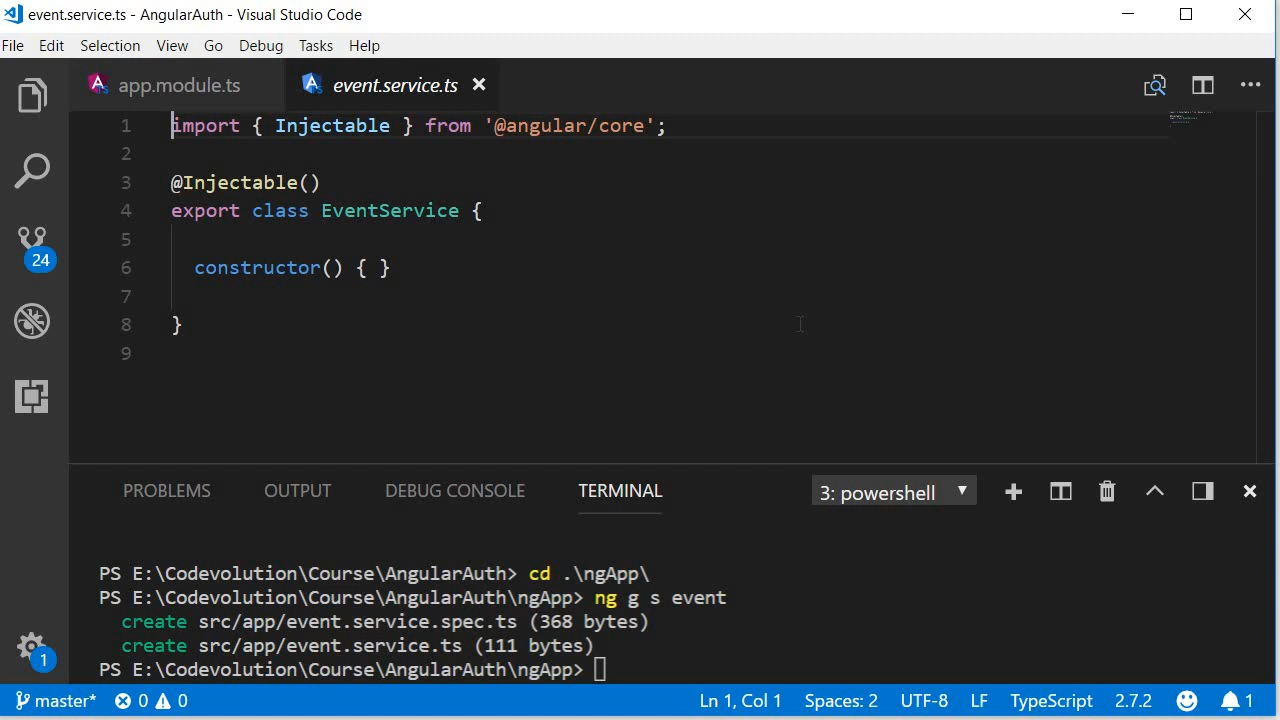 event.service.ts - AngularAuth - Visual Studio Code
File Edit Selection View Go Debug Tasks Help
app.module.ts event.service.ts
1 import { Injectable } from '@angular/core';
2
3 @Injectable()
4 export class EventService {
5
6 constructor() { }
7
8 }
9
24
PROBLEMS OUTPUT DEBUG CONSOLE TERMINAL 3: powershell
PS E:\Codevolution\Course\AngularAuth> cd .\ngApp\
PS E:\Codevolution\Course\AngularAuth\ngApp> ng g s event
create src/app/event.service.spec.ts (368 bytes)
create src/app/event.service.ts (111 bytes)
PS E:\Codevolution\Course\AngularAuth\ngApp>
1
master* 0 0 Ln 1, Col 1 Spaces: 2 UTF-8 LF TypeScript 2.7.2 1